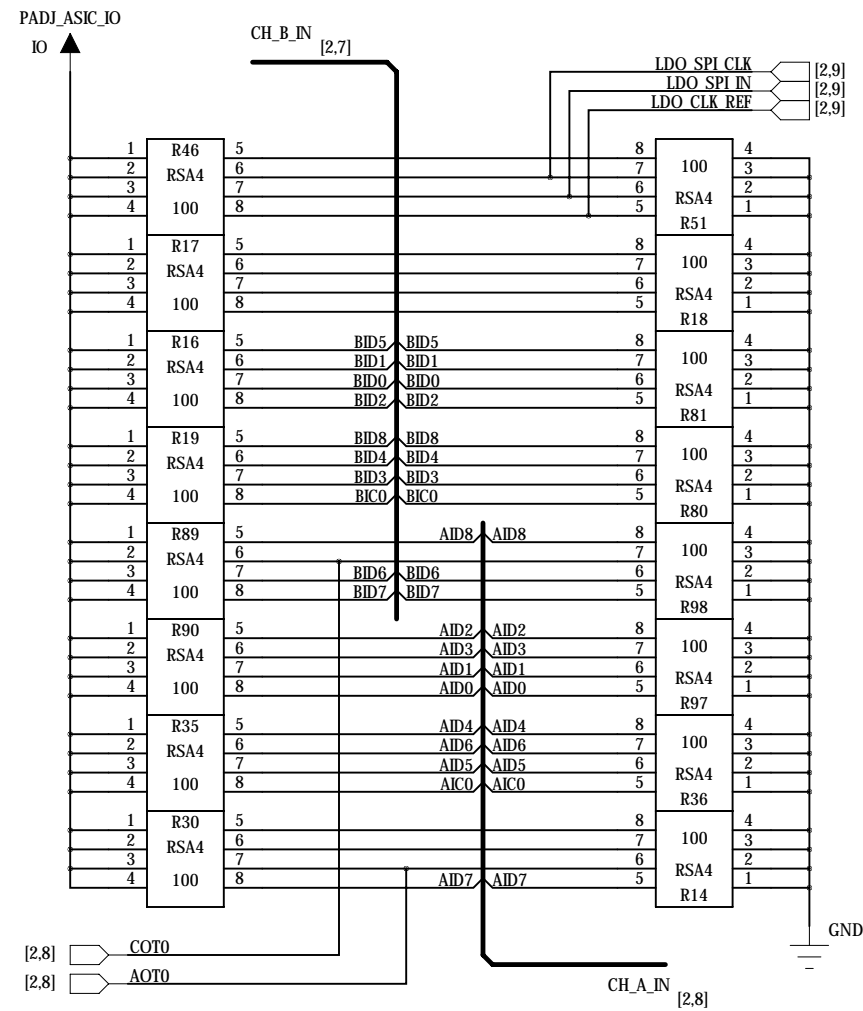 PADJ_ASIC_IO
IO
CH_B_IN [2,7]
LDO_SPI_CLK [2,9]
LDO_SPI_IN [2,9]
LDO_CLK_REF [2,9]
1 R46 5 8 4
2 RSA4 6 7 100 3
3 7 6 RSA4 2
4 100 8 5 R51 1
1 R17 5 8 4
2 RSA4 6 7 100 3
3 7 6 RSA4 2
4 100 8 5 R18 1
1 R16 5 BID5 BID5 8 4
2 RSA4 6 BID1 BID1 7 100 3
3 7 BID0 BID0 6 RSA4 2
4 100 8 BID2 BID2 5 R81 1
1 R19 5 BID8 BID8 8 4
2 RSA4 6 BID4 BID4 7 100 3
3 7 BID3 BID3 6 RSA4 2
4 100 8 BIC0 BIC0 5 R80 1
1 R89 5 AID8 AID8 8 4
2 RSA4 6 7 100 3
3 7 BID6 BID6 6 RSA4 2
4 100 8 BID7 BID7 5 R98 1
1 R90 5 AID2 AID2 8 4
2 RSA4 6 AID3 AID3 7 100 3
3 7 AID1 AID1 6 RSA4 2
4 100 8 AID0 AID0 5 R97 1
1 R35 5 AID4 AID4 8 4
2 RSA4 6 AID6 AID6 7 100 3
3 7 AID5 AID5 6 RSA4 2
4 100 8 AIC0 AIC0 5 R36 1
1 R30 5 8 4
2 RSA4 6 7 100 3
3 7 6 RSA4 2
4 100 8 AID7 AID7 5 R14 1
GND
[2,8] COT0
[2,8] AOT0
CH_A_IN [2,8]